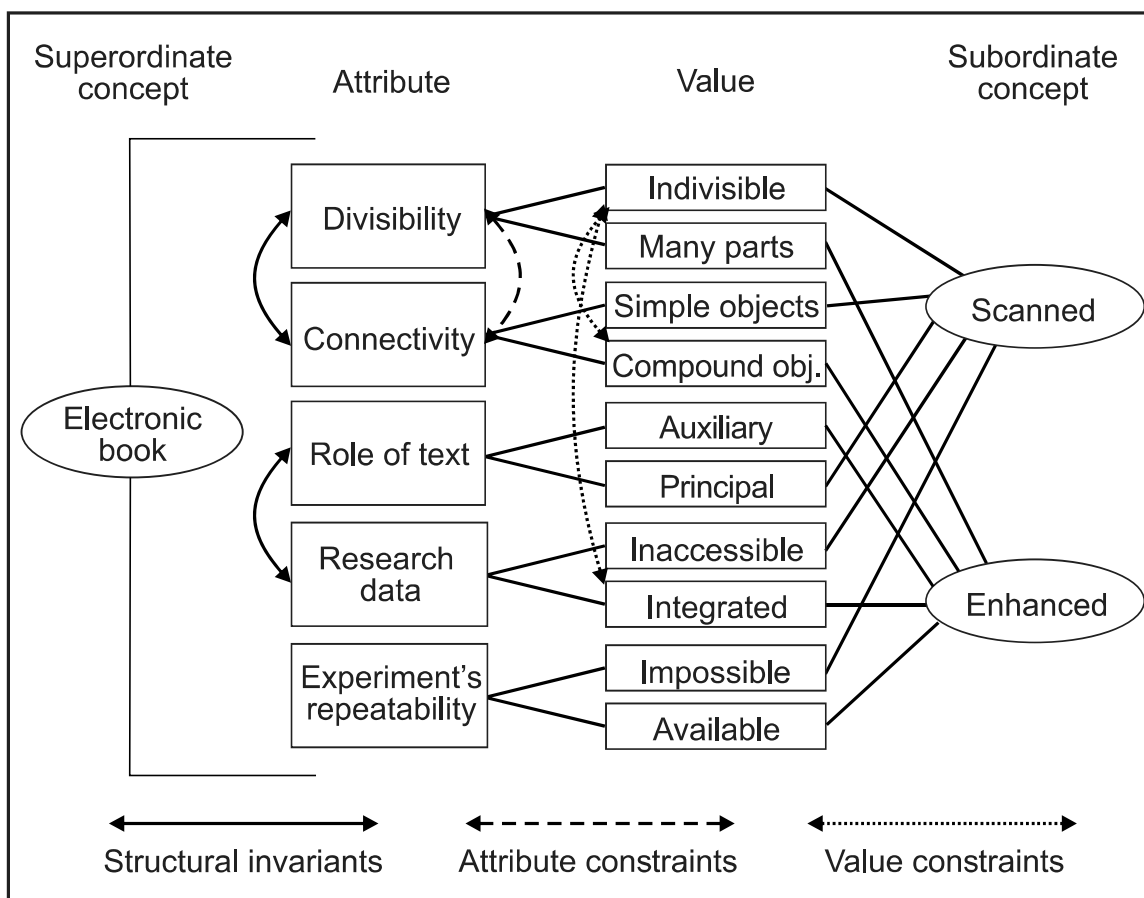 Superordinate
concept
Attribute
Value
Subordinate
concept
Electronic
book
Divisibility
Connectivity
Role of text
Research
data
Experiment's
repeatability
Indivisible
Many parts
Simple objects
Compound obj.
Auxiliary
Principal
Inaccessible
Integrated
Impossible
Available
Scanned
Enhanced
Structural invariants
Attribute constraints
Value constraints